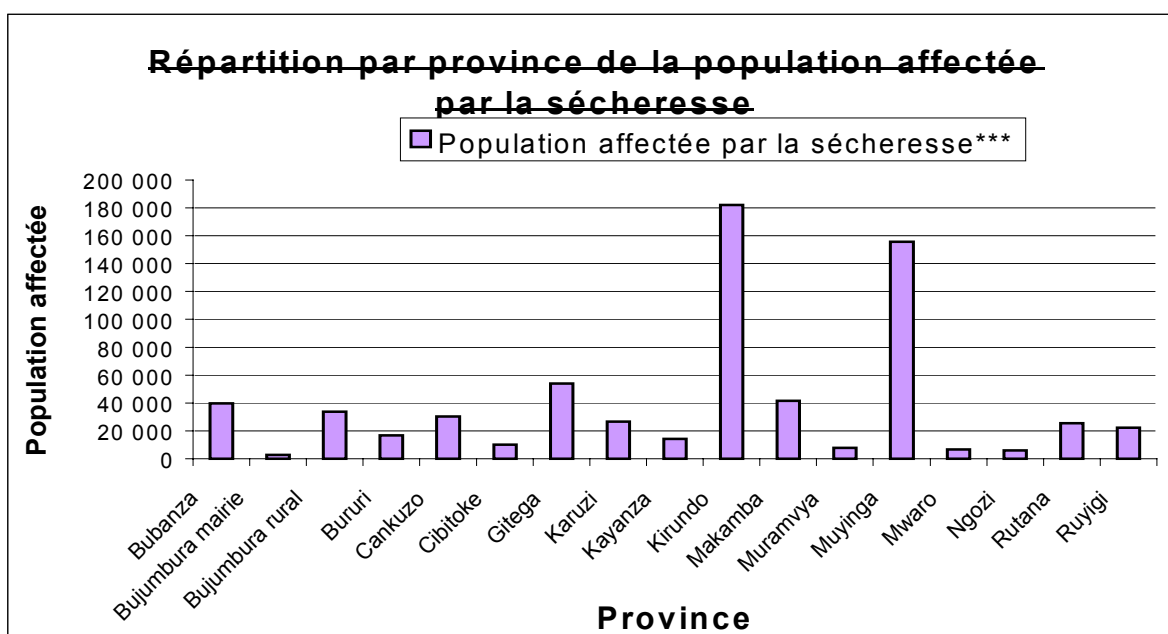 Répartition par province de la population affectée
par la sécheresse
Population affectée par la sécheresse***
Population affectée
200 000
180 000
160 000
140 000
120 000
100 000
80 000
60 000
40 000
20 000
0
Bubanza
Bujumbura mairie
Bujumbura rural
Bururi
Cankuzo
Cibitoke
Gitega
Karuzi
Kayanza
Kirundo
Makamba
Muramvya
Muyinga
Mwaro
Ngozi
Rutana
Ruyigi
Province